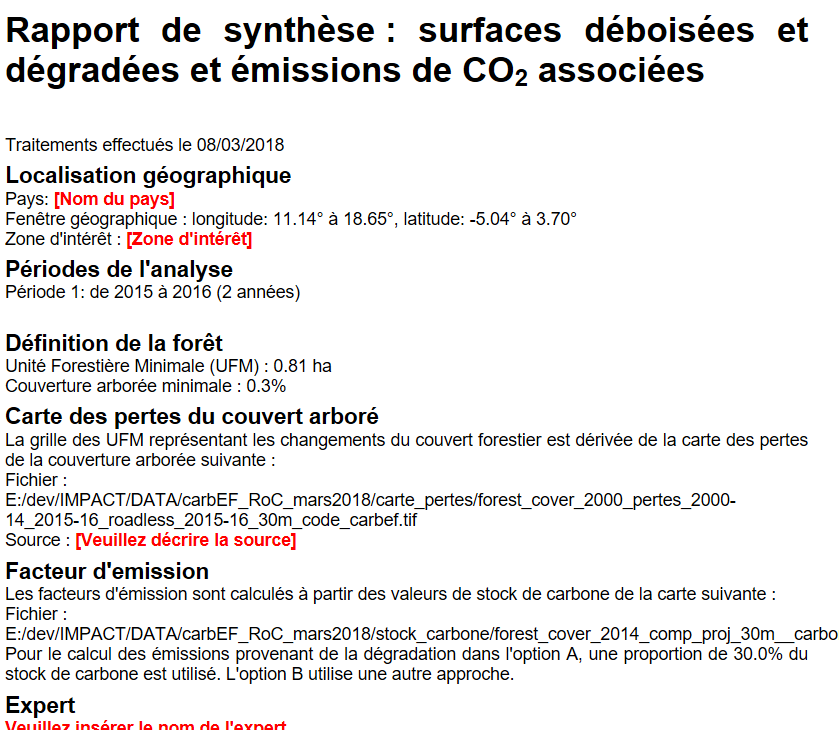 Rapport de synthèse : surfaces déboisées et
dégradées et émissions de CO₂ associées
Traitements effectués le 08/03/2018
Localisation géographique
Pays: [Nom du pays]
Fenêtre géographique : longitude: 11.14° à 18.65°, latitude: -5.04° à 3.70°
Zone d'intérêt : [Zone d'intérêt]
Périodes de l'analyse
Période 1: de 2015 à 2016 (2 années)
Définition de la forêt
Unité Forestière Minimale (UFM) : 0.81 ha
Couverture arborée minimale : 0.3%
Carte des pertes du couvert arboré
La grille des UFM représentant les changements du couvert forestier est dérivée de la carte des pertes
de la couverture arborée suivante :
Fichier :
E:/dev/IMPACT/DATA/carbEF_RoC_mars2018/carte_pertes/forest_cover_2000_pertes_2000-
14_2015-16_roadless_2015-16_30m_code_carbef.tif
Source : [Veuillez décrire la source]
Facteur d'emission
Les facteurs d'émission sont calculés à partir des valeurs de stock de carbone de la carte suivante :
Fichier :
E:/dev/IMPACT/DATA/carbEF_RoC_mars2018/stock_carbone/forest_cover_2014_comp_proj_30m__carbo
Pour le calcul des émissions provenant de la dégradation dans l'option A, une proportion de 30.0% du
stock de carbone est utilisé. L'option B utilise une autre approche.
Expert
Veuillez insérer le nom de l'expert